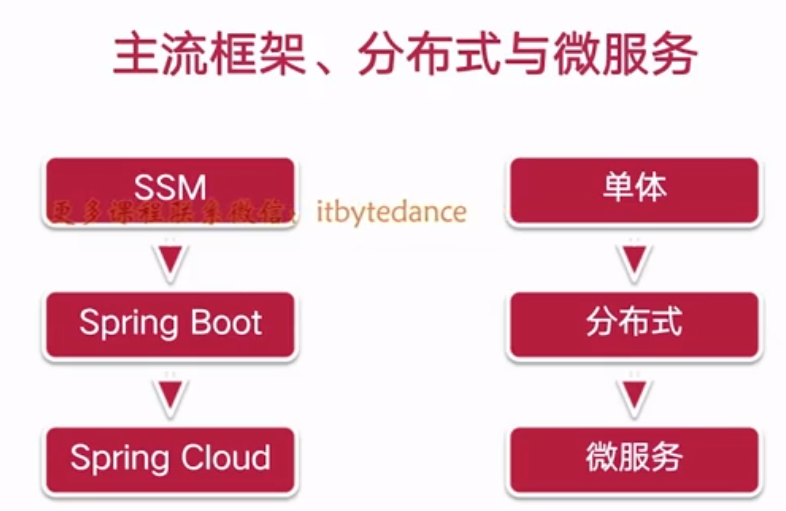 主流框架、分布式与微服务
SSM
更多课程联系微信：itbytedance
Spring Boot
Spring Cloud
单体
分布式
微服务